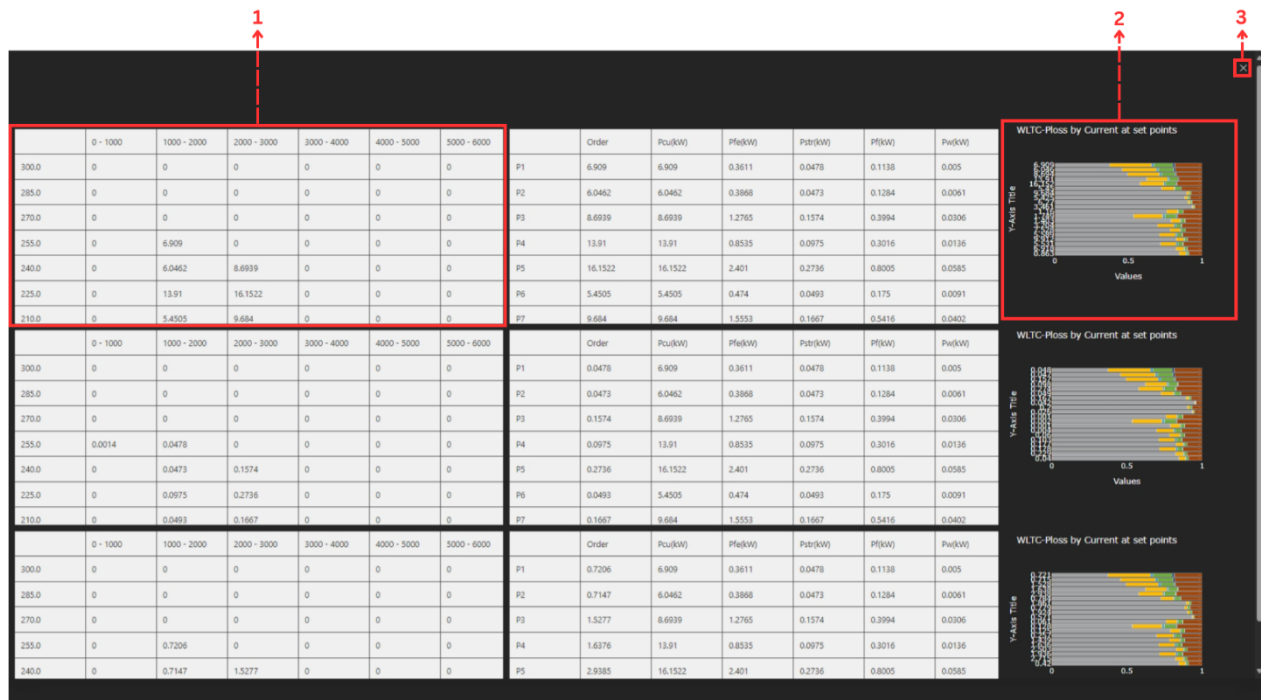 1 2 3
×
0 - 1000 1000 - 2000 2000 - 3000 3000 - 4000 4000 - 5000 5000 - 6000
300.0 0 0 0 0 0 0
285.0 0 0 0 0 0 0
270.0 0 0 0 0 0 0
255.0 0 6.909 0 0 0 0
240.0 0 6.0462 8.6939 0 0 0
225.0 0 13.91 16.1522 0 0 0
210.0 0 5.4505 9.684 0 0 0
Order Pcu(kW) Pfe(kW) Pstr(kW) Pf(kW) Pw(kW)
P1 6.909 6.909 0.3611 0.0478 0.1138 0.005
P2 6.0462 6.0462 0.3868 0.0473 0.1284 0.0061
P3 8.6939 8.6939 1.2765 0.1574 0.3994 0.0306
P4 13.91 13.91 0.8535 0.0975 0.3016 0.0136
P5 16.1522 16.1522 2.401 0.2736 0.8005 0.0585
P6 5.4505 5.4505 0.474 0.0493 0.175 0.0091
P7 9.684 9.684 1.5553 0.1667 0.5416 0.0402
WLTC-Ploss by Current at set points
Y-Axis Title
6.909
0.863
0 0.5 1
Values
0 - 1000 1000 - 2000 2000 - 3000 3000 - 4000 4000 - 5000 5000 - 6000
300.0 0 0 0 0 0 0
285.0 0 0 0 0 0 0
270.0 0 0 0 0 0 0
255.0 0.0014 0.0478 0 0 0 0
240.0 0 0.0473 0.1574 0 0 0
225.0 0 0.0975 0.2736 0 0 0
210.0 0 0.0493 0.1667 0 0 0
Order Pcu(kW) Pfe(kW) Pstr(kW) Pf(kW) Pw(kW)
P1 0.0478 6.909 0.3611 0.0478 0.1138 0.005
P2 0.0473 6.0462 0.3868 0.0473 0.1284 0.0061
P3 0.1574 8.6939 1.2765 0.1574 0.3994 0.0306
P4 0.0975 13.91 0.8535 0.0975 0.3016 0.0136
P5 0.2736 16.1522 2.401 0.2736 0.8005 0.0585
P6 0.0493 5.4505 0.474 0.0493 0.175 0.0091
P7 0.1667 9.684 1.5553 0.1667 0.5416 0.0402
WLTC-Ploss by Current at set points
Y-Axis Title
0.048
0 0.5 1
Values
0 - 1000 1000 - 2000 2000 - 3000 3000 - 4000 4000 - 5000 5000 - 6000
300.0 0 0 0 0 0 0
285.0 0 0 0 0 0 0
270.0 0 0 0 0 0 0
255.0 0 0.7206 0 0 0 0
240.0 0 0.7147 1.5277 0 0 0
Order Pcu(kW) Pfe(kW) Pstr(kW) Pf(kW) Pw(kW)
P1 0.7206 6.909 0.3611 0.0478 0.1138 0.005
P2 0.7147 6.0462 0.3868 0.0473 0.1284 0.0061
P3 1.5277 8.6939 1.2765 0.1574 0.3994 0.0306
P4 1.6376 13.91 0.8535 0.0975 0.3016 0.0136
P5 2.9385 16.1522 2.401 0.2736 0.8005 0.0585
WLTC-Ploss by Current at set points
Y-Axis Title
0.721
0.42
0 0.5 1